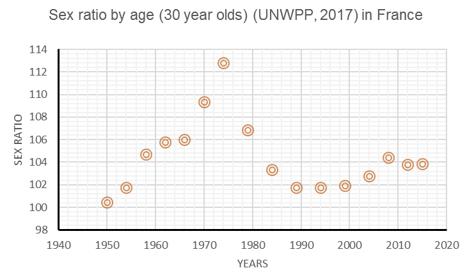 Sex ratio by age (30 year olds) (UNWPP, 2017) in France
114
112
110
108
106
104
102
100
98
SEX RATIO
1940 1950 1960 1970 1980 1990 2000 2010 2020
YEARS